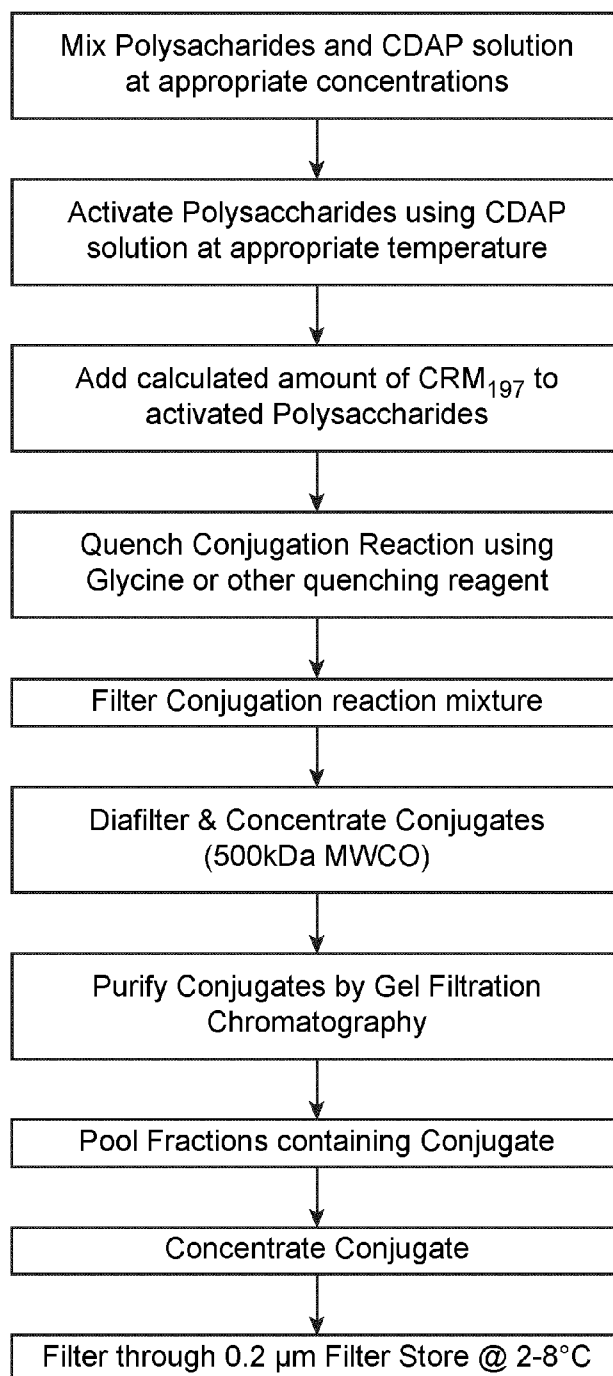 Mix Polysacharides and CDAP solution
at appropriate concentrations
Activate Polysaccharides using CDAP
solution at appropriate temperature
Add calculated amount of CRM₁₉₇ to
activated Polysaccharides
Quench Conjugation Reaction using
Glycine or other quenching reagent
Filter Conjugation reaction mixture
Diafilter & Concentrate Conjugates
(500kDa MWCO)
Purify Conjugates by Gel Filtration
Chromatography
Pool Fractions containing Conjugate
Concentrate Conjugate
Filter through 0.2 μm Filter Store @ 2-8°C